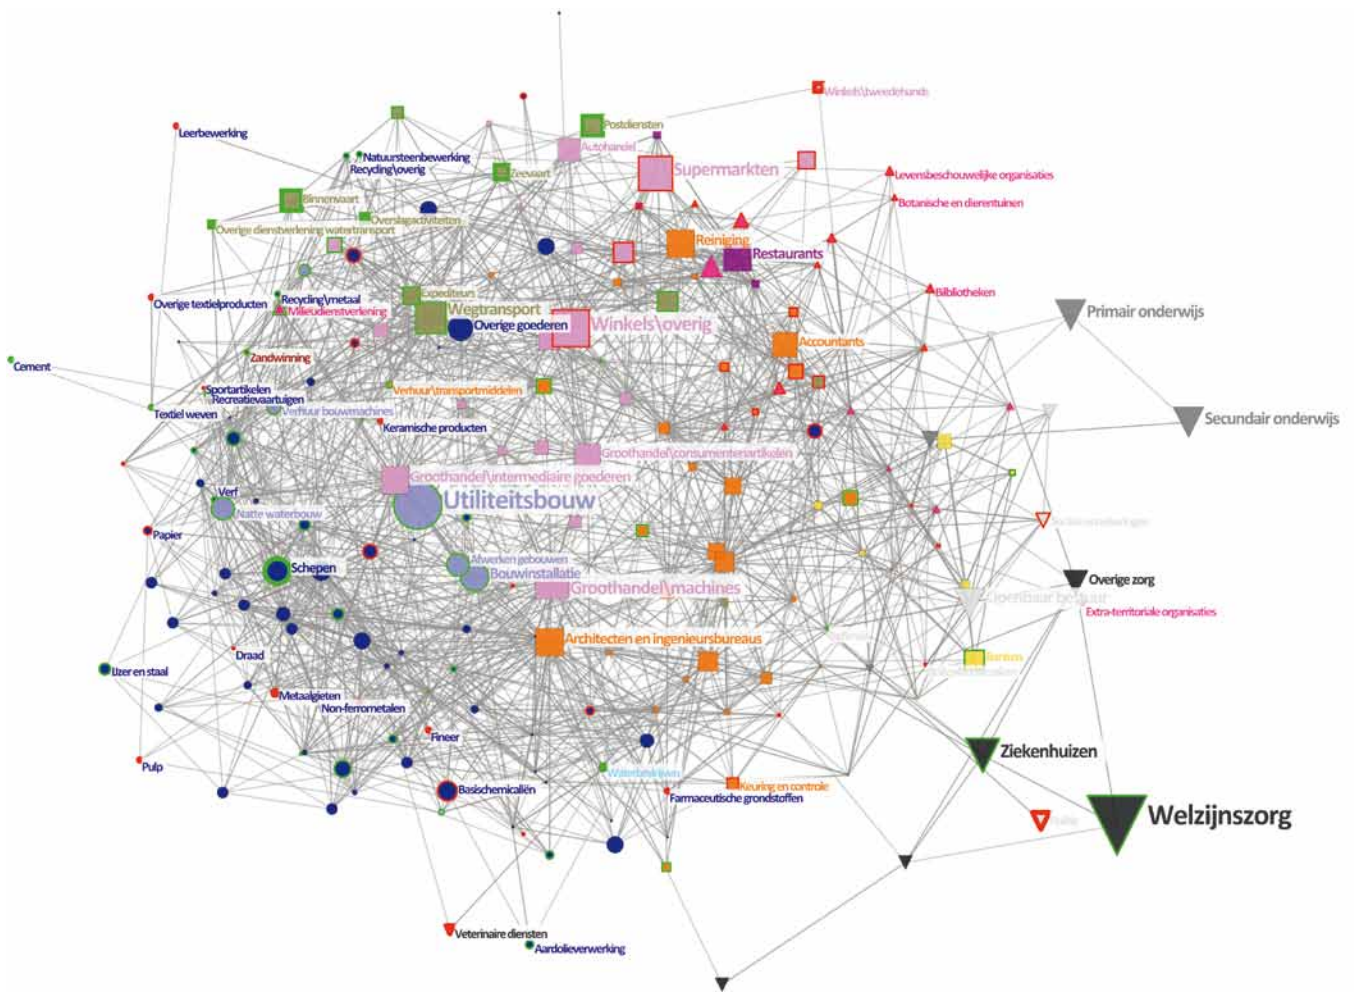 Winkels\tweedehands
Postdiensten
Leerbewerking
Autohandel
Natuursteenbewerking
Recycling\overig
Supermarkten
Zeevaart
Levensbeschouwelijke organisaties
Binnenvaart
Botanische en dierentuinen
Overslagactiviteiten
Overige dienstverlening watertransport
Reiniging
Restaurants
Bilbliotheken
Expediteurs
Recycling\metaal
Overige textielproducten
Milieudienstverlening
Wegtransport
Primair onderwijs
Overige goederen
Winkels\overig
Accountants
Zandwinning
Cement
Sportartikelen
Verhuur\transportmiddelen
Recreatievaartuigen
Textiel weven
Verhuur bouwmachines
Secundair onderwijs
Keramische producten
Groothandel\consumentenartikelen
Groothandel\intermediaire goederen
Verf
Utiliteitsbouw
Natte waterbouw
Papier
Afwerken gebouwen
Schepen
Bouwinstallatie
Overige zorg
Groothandel\machines
Openbaar bestuur
Extra-territoriale organisaties
Architecten en ingenieursbureaus
Draad
Banken
IJzer en staal
Metaalgieten
Non-ferrometalen
Fineer
Ziekenhuizen
Pulp
Waterbedrijven
Keuring en controle
Basischemicaliën
Farmaceutische grondstoffen
Welzijnszorg
Veterinaire diensten
Aardolieverwerking